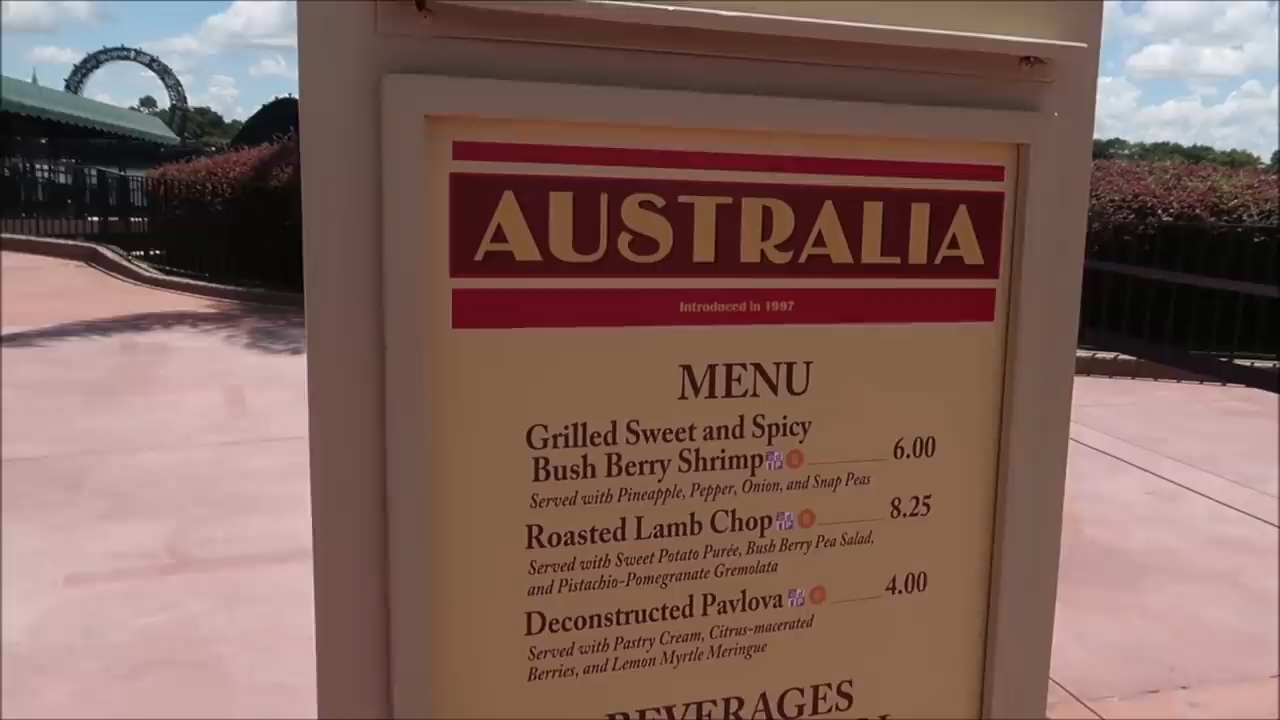 AUSTRALIA
Introduced in 1997
MENU
Grilled Sweet and Spicy
Bush Berry Shrimp 6.00
Served with Pineapple, Pepper, Onion, and Snap Peas
Roasted Lamb Chop 8.25
Served with Sweet Potato Purée, Bush Berry Pea Salad,
and Pistachio-Pomegranate Gremolata
Deconstructed Pavlova 4.00
Served with Pastry Cream, Citrus-macerated
Berries, and Lemon Myrtle Meringue
BEVERAGES